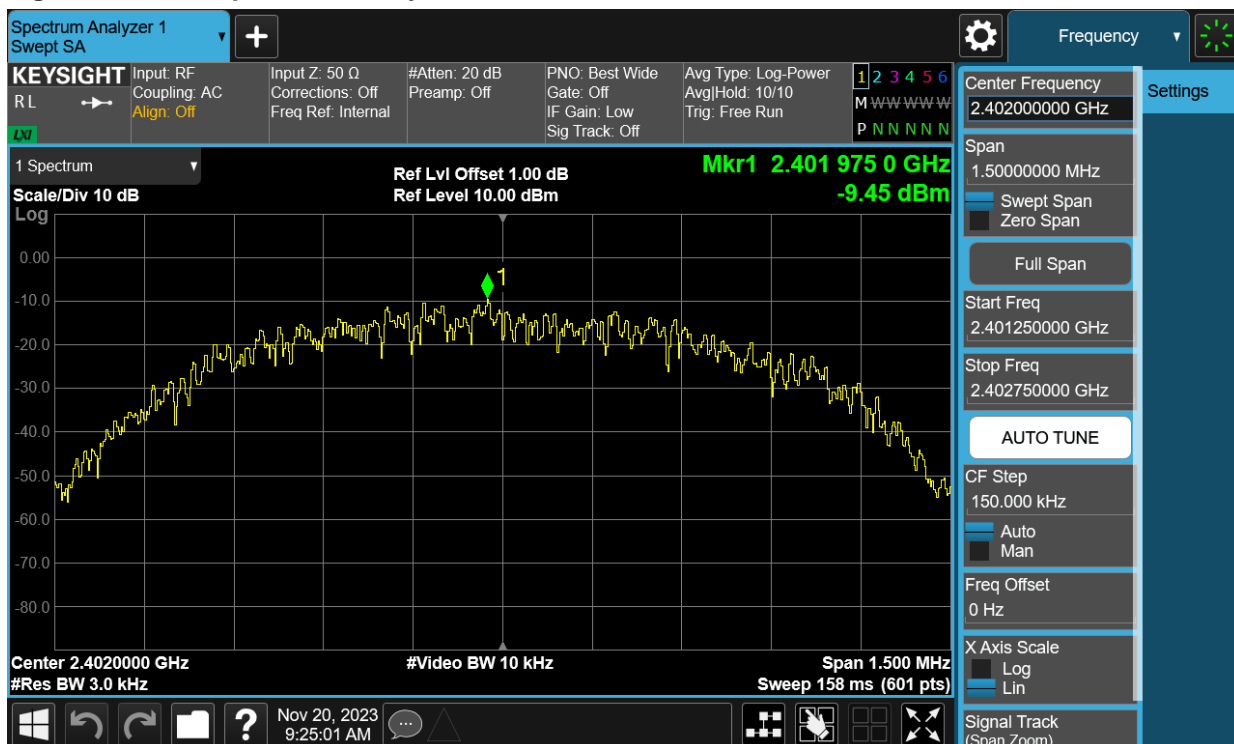 Spectrum Analyzer 1
Swept SA
Frequency
KEYSIGHT
RL
LXI
Input: RF
Coupling: AC
Align: Off
Input Z: 50 Ω
Corrections: Off
Freq Ref: Internal
#Atten: 20 dB
Preamp: Off
PNO: Best Wide
Gate: Off
IF Gain: Low
Sig Track: Off
Avg Type: Log-Power
Avg|Hold: 10/10
Trig: Free Run
1 2 3 4 5 6
M W W W W W
P N N N N N
1 Spectrum
Scale/Div 10 dB
Ref Lvl Offset 1.00 dB
Ref Level 10.00 dBm
Mkr1 2.401 975 0 GHz
-9.45 dBm
Log
1
0.00
-10.0
-20.0
-30.0
-40.0
-50.0
-60.0
-70.0
-80.0
Center 2.4020000 GHz
#Video BW 10 kHz
Span 1.500 MHz
#Res BW 3.0 kHz
Sweep 158 ms (601 pts)
Nov 20, 2023
9:25:01 AM
Center Frequency
2.402000000 GHz
Span
1.50000000 MHz
Swept Span
Zero Span
Full Span
Start Freq
2.401250000 GHz
Stop Freq
2.402750000 GHz
AUTO TUNE
CF Step
150.000 kHz
Auto
Man
Freq Offset
0 Hz
X Axis Scale
Log
Lin
Signal Track
(Span Zoom)
Settings